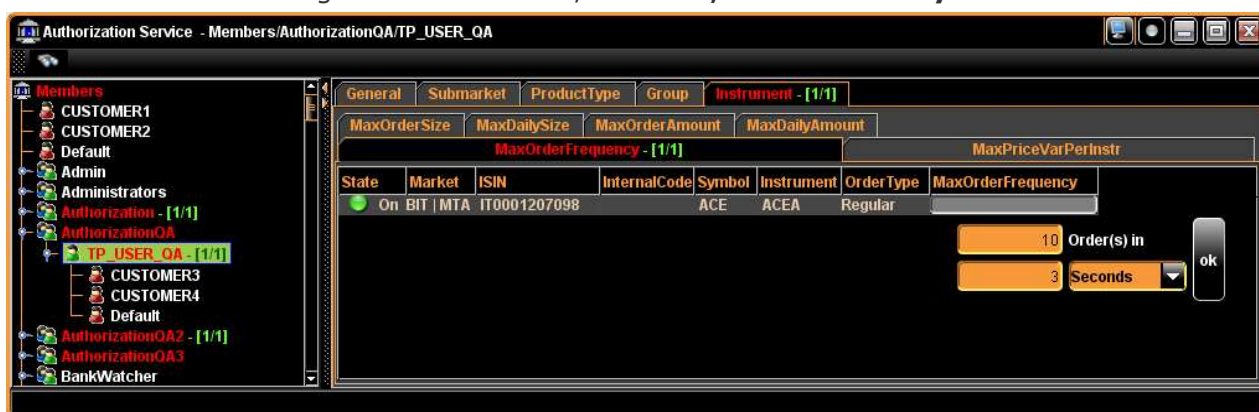 Authorization Service - Members/AuthorizationQA/TP_USER_QA
Members
CUSTOMER1
CUSTOMER2
Default
Admin
Administrators
Authorization - [1/1]
AuthorizationQA
TP_USER_QA - [1/1]
CUSTOMER3
CUSTOMER4
Default
AuthorizationQA2 - [1/1]
AuthorizationQA3
BankWatcher
General Submarket ProductType Group Instrument - [1/1]
MaxOrderSize MaxDailySize MaxOrderAmount MaxDailyAmount
MaxOrderFrequency - [1/1] MaxPriceVarPerInstr
State Market ISIN InternalCode Symbol Instrument OrderType MaxOrderFrequency
On BIT | MTA IT0001207098 ACE ACEA Regular
10 Order(s) in
3 Seconds
ok